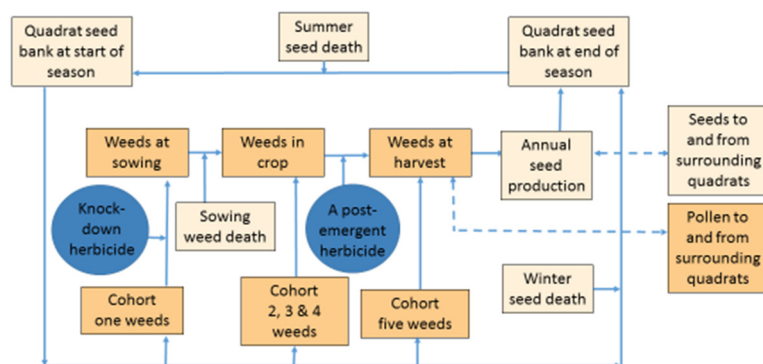 Quadrat seed
bank at start of
season
Summer
seed death
Quadrat seed
bank at end of
season
Weeds at
sowing
Weeds in
crop
Weeds at
harvest
Annual
seed
production
Seeds to
and from
surrounding
quadrats
Knock-
down
herbicide
Sowing
weed death
A post-
emergent
herbicide
Pollen to
and from
surrounding
quadrats
Winter
seed death
Cohort
one weeds
Cohort
2, 3 & 4
weeds
Cohort
five weeds